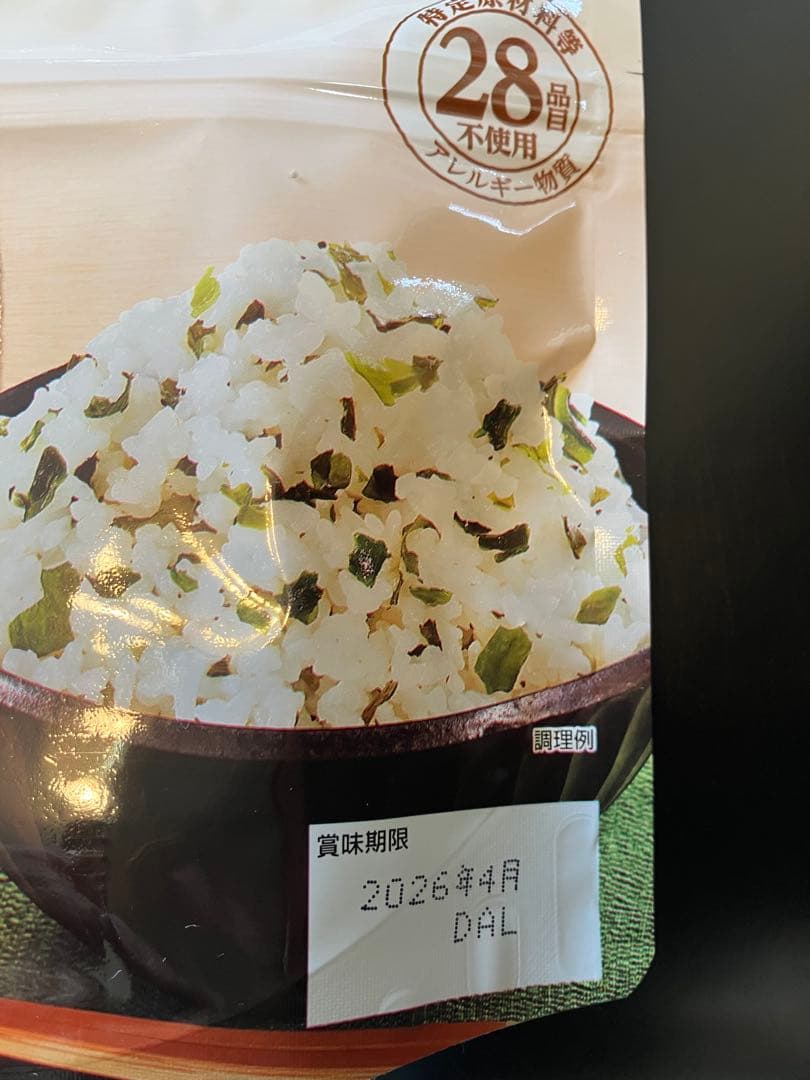 特定原材料等
28品目
不使用
アレルギー物質
調理例
賞味期限
2026年4月
DAL